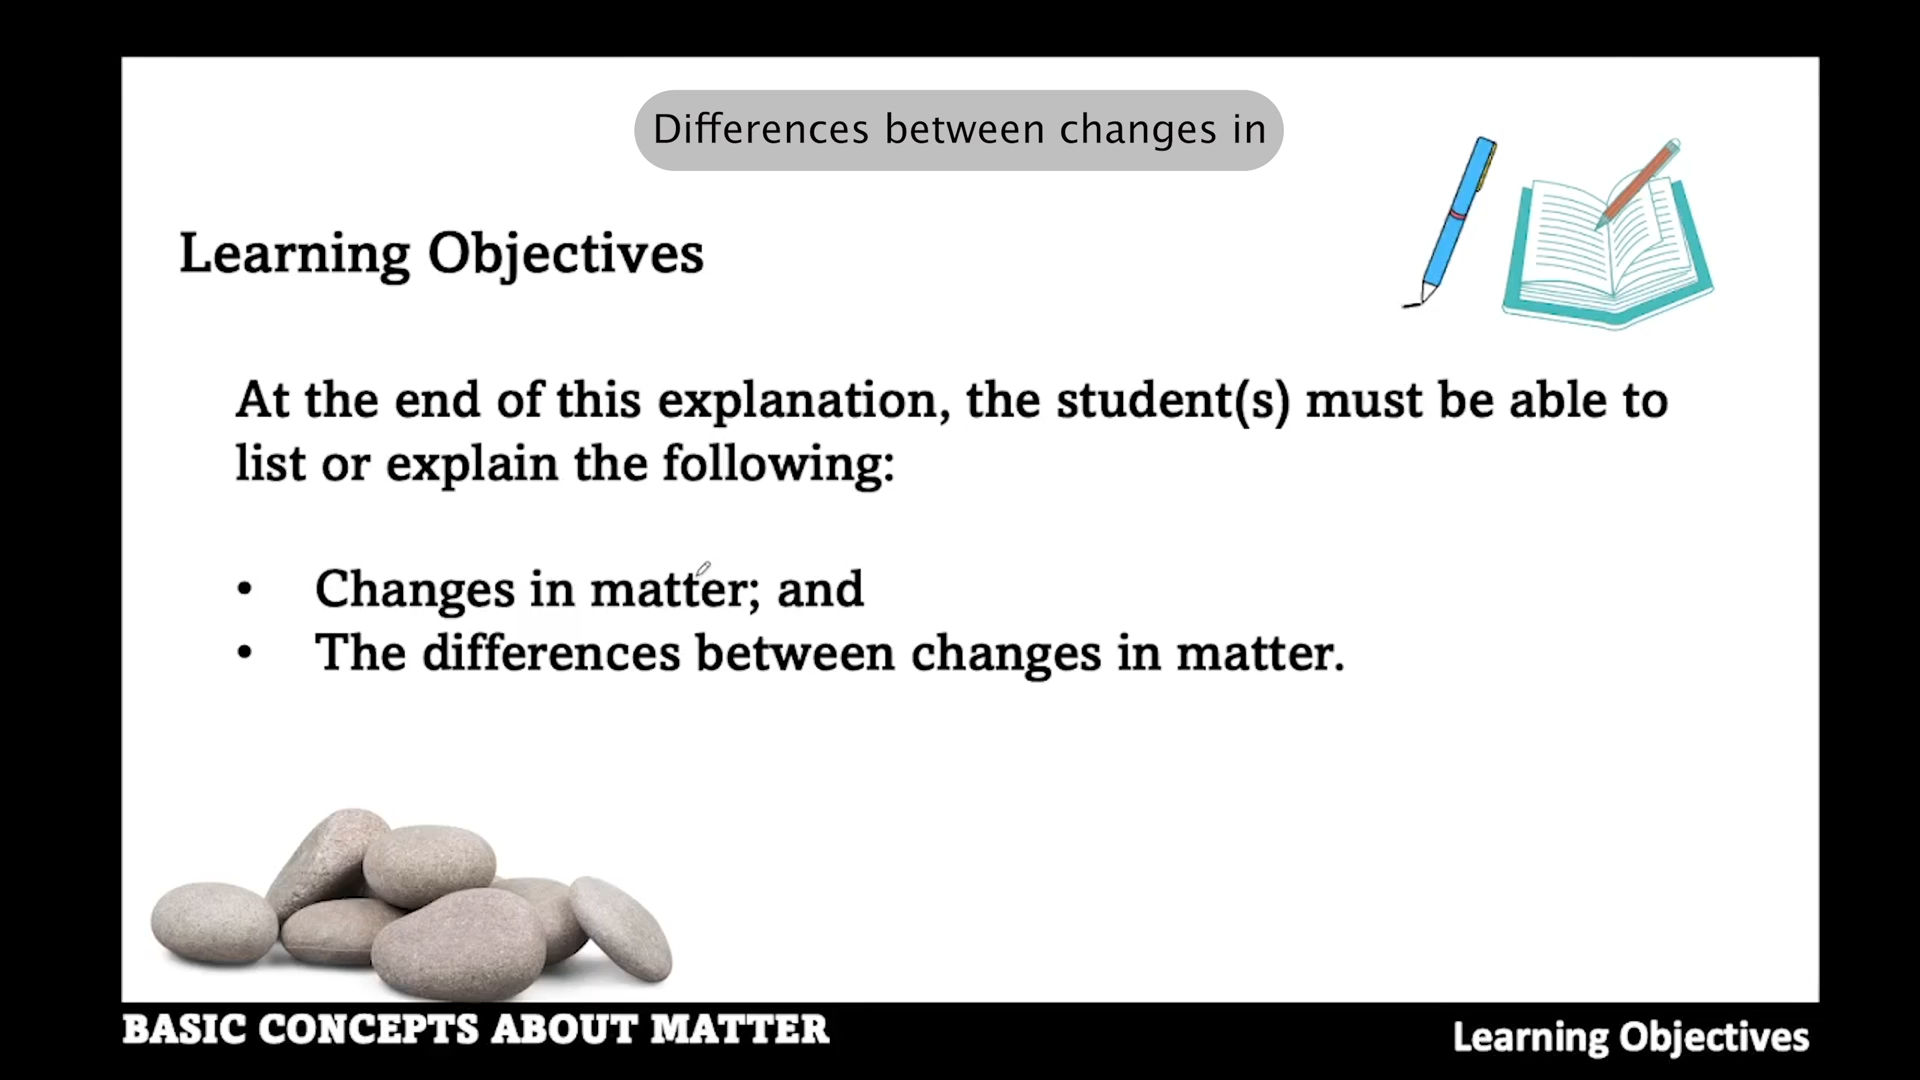 Differences between changes in
Learning Objectives
At the end of this explanation, the student(s) must be able to
list or explain the following:
• Changes in matter; and
• The differences between changes in matter.
BASIC CONCEPTS ABOUT MATTER
Learning Objectives